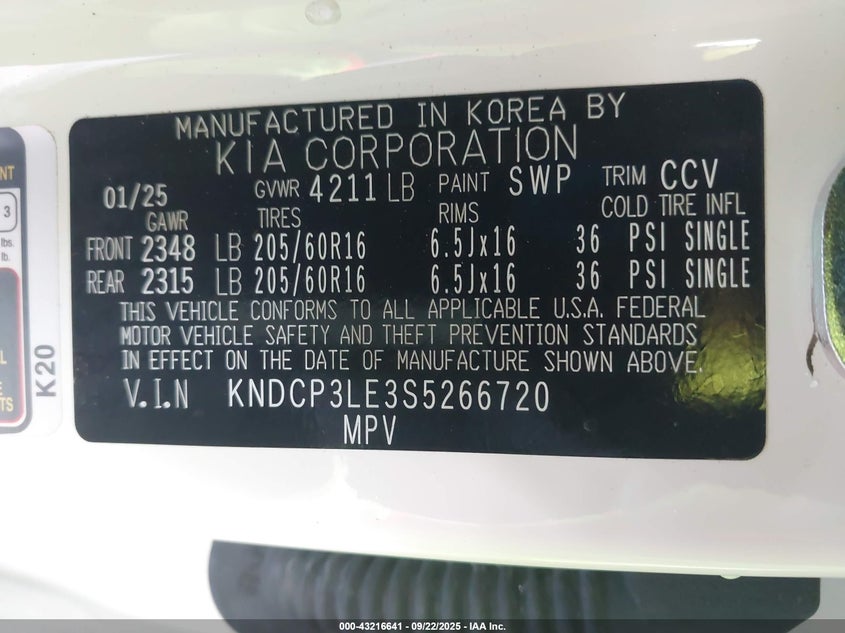 MANUFACTURED IN KOREA BY
KIA CORPORATION
01/25 GVWR 4211 LB PAINT SWP TRIM CCV
GAWR TIRES RIMS COLD TIRE INFL
FRONT 2348 LB 205/60R16 6.5Jx16 36 PSI SINGLE
REAR 2315 LB 205/60R16 6.5Jx16 36 PSI SINGLE
THIS VEHICLE CONFORMS TO ALL APPLICABLE U.S.A. FEDERAL
MOTOR VEHICLE SAFETY AND THEFT PREVENTION STANDARDS
IN EFFECT ON THE DATE OF MANUFACTURE SHOWN ABOVE.
V.I.N KNDCP3LE3S5266720
MPV
3
lbs.
lb.
K20
000-43216641 - 09/22/2025 - IAA Inc.